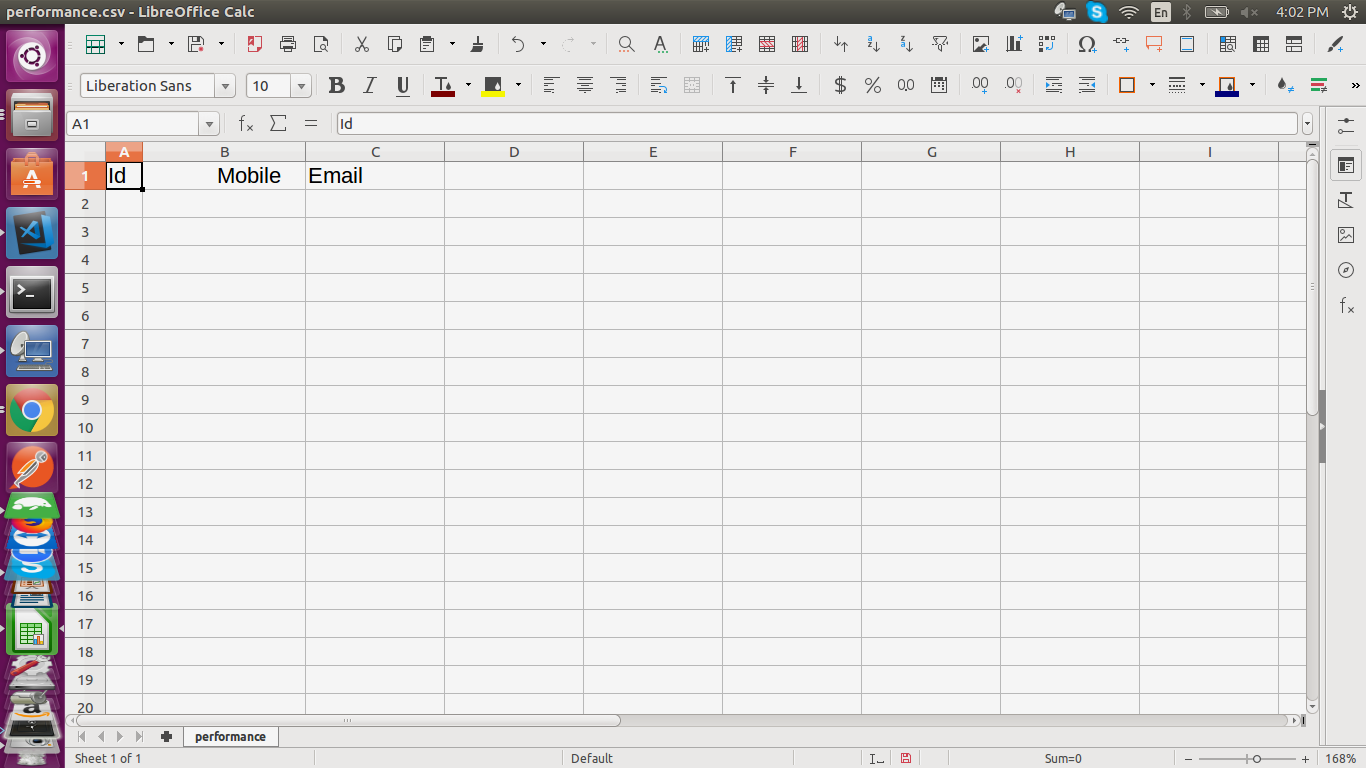 performance.csv - LibreOffice Calc
En
4:02 PM
Liberation Sans
10
A1
Id
A B C D E F G H I
1 Id Mobile Email
2
3
4
5
6
7
8
9
10
11
12
13
14
15
16
17
18
19
20
performance
Sheet 1 of 1
Default
Sum=0
168%